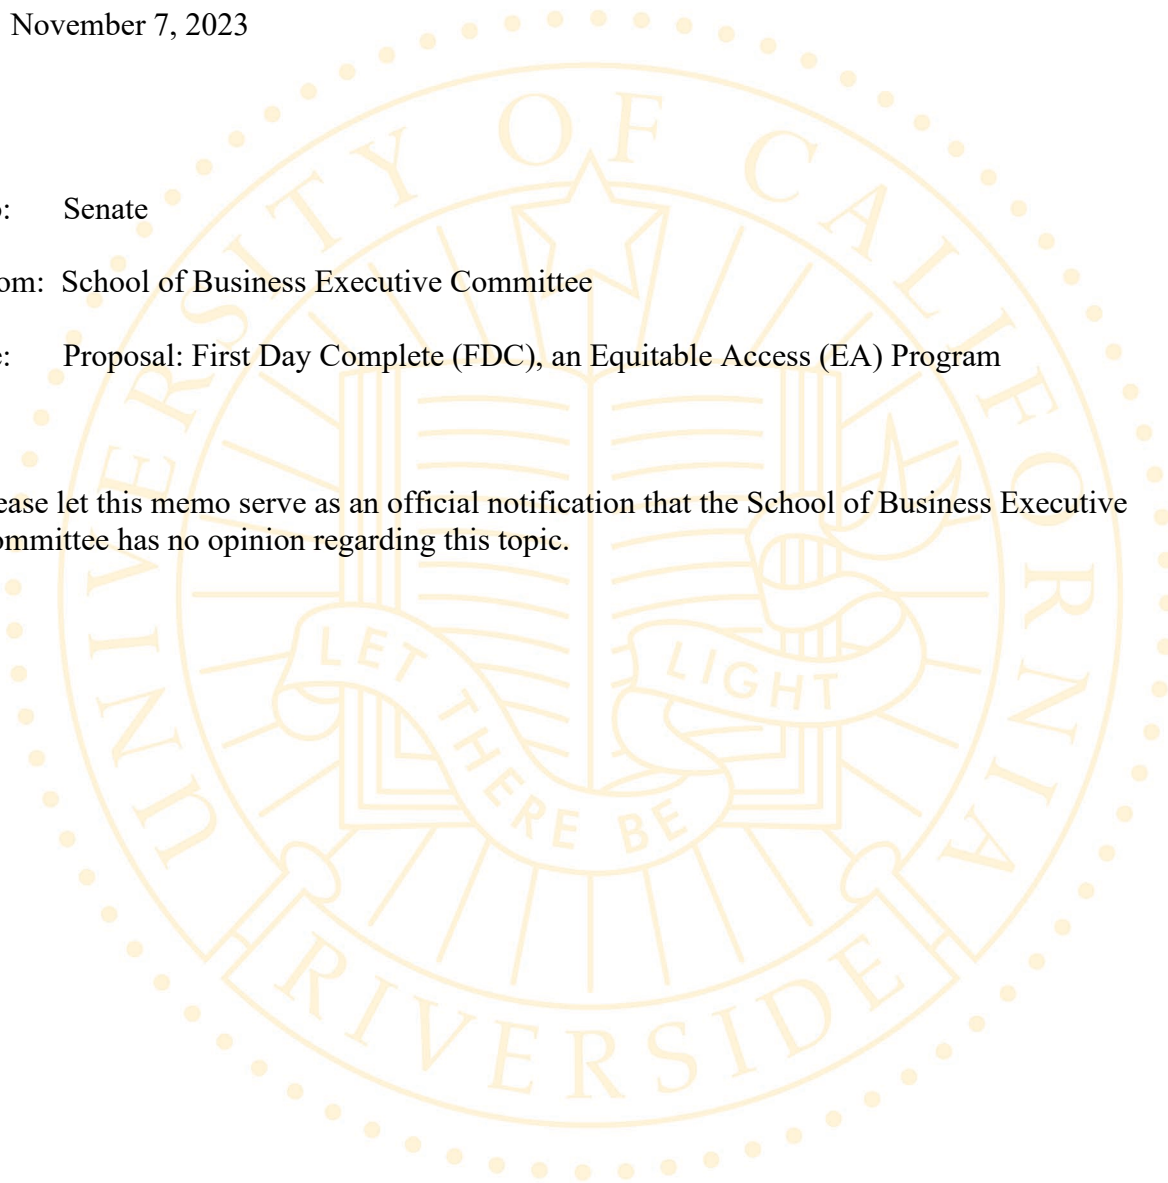 November 7, 2023
o: Senate
om: School of Business Executive Committee
e: Proposal: First Day Complete (FDC), an Equitable Access (EA) Program
ease let this memo serve as an official notification that the School of Business Executive
ommittee has no opinion regarding this topic.
UNIVERSITY OF CALIFORNIA
LET THERE BE LIGHT
RIVERSIDE